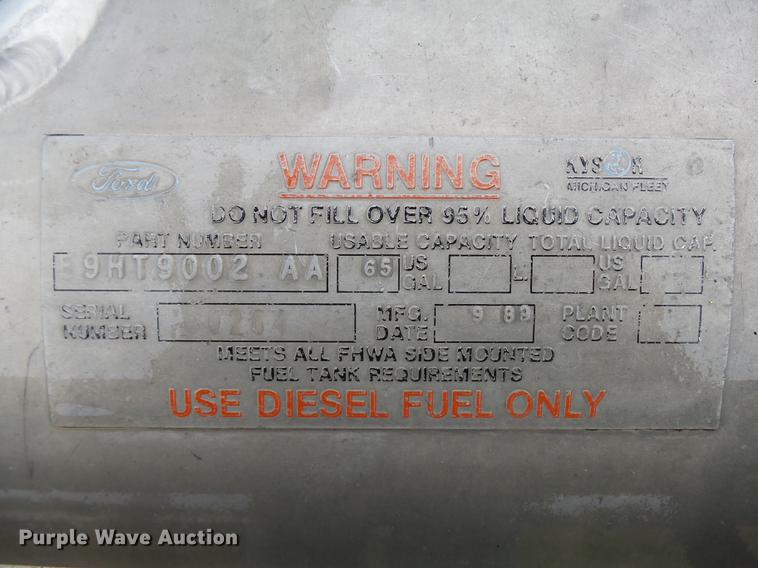 Ford WARNING KYSOR
MICHIGAN FLEET
DO NOT FILL OVER 95% LIQUID CAPACITY
PART NUMBER USABLE CAPACITY TOTAL LIQUID CAP.
E9HT9002 AA 65 US GAL L US GAL
SERIAL NUMBER MFG. DATE 9 89 PLANT CODE
MEETS ALL FHWA SIDE MOUNTED
FUEL TANK REQUIREMENTS
USE DIESEL FUEL ONLY
Purple Wave Auction